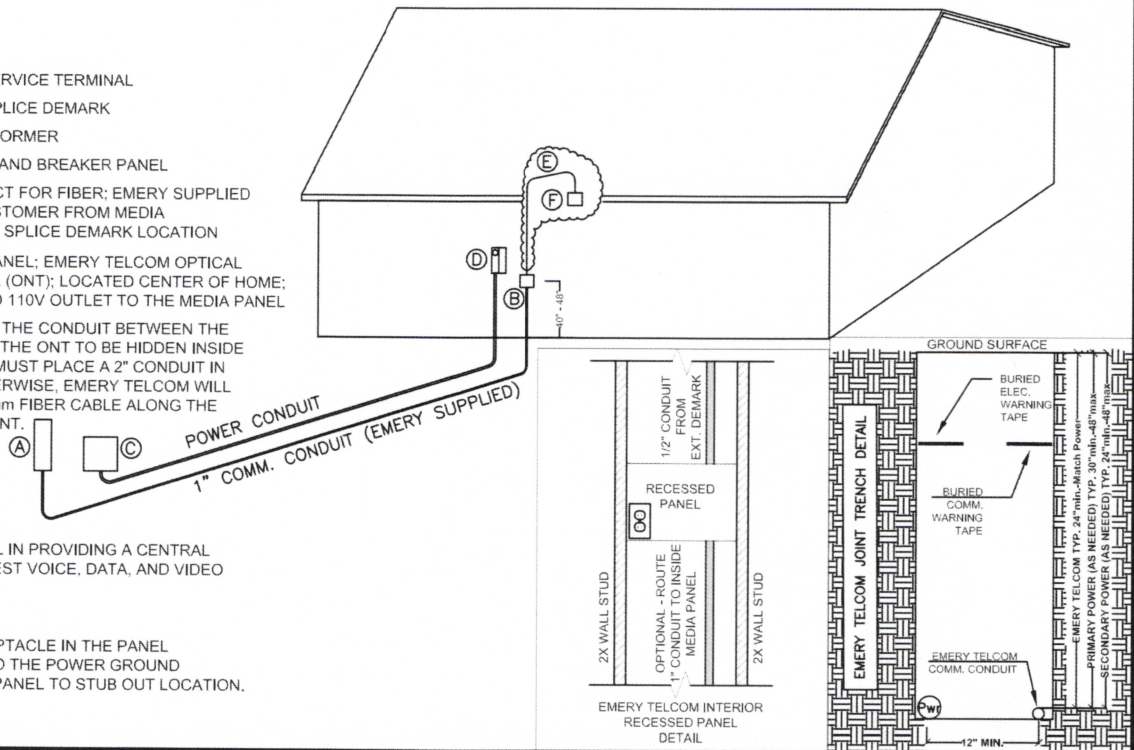 RVICE TERMINAL
PLICE DEMARK
ORMER
AND BREAKER PANEL
CT FOR FIBER; EMERY SUPPLIED
STOMER FROM MEDIA
SPLICE DEMARK LOCATION
ANEL; EMERY TELCOM OPTICAL
(ONT); LOCATED CENTER OF HOME;
110V OUTLET TO THE MEDIA PANEL
THE CONDUIT BETWEEN THE
THE ONT TO BE HIDDEN INSIDE
MUST PLACE A 2" CONDUIT IN
ERWISE, EMERY TELCOM WILL
FIBER CABLE ALONG THE
NT.
A
C
POWER CONDUIT
1" COMM. CONDUIT (EMERY SUPPLIED)
D
B
E
F
40" - 48"
IN PROVIDING A CENTRAL
EST VOICE, DATA, AND VIDEO
PTACLE IN THE PANEL
THE POWER GROUND
PANEL TO STUB OUT LOCATION.
2X WALL STUD
1/2" CONDUIT
FROM
EXT. DEMARK
RECESSED
PANEL
OPTIONAL - ROUTE
1" CONDUIT TO INSIDE
MEDIA PANEL
2X WALL STUD
EMERY TELCOM INTERIOR
RECESSED PANEL
DETAIL
EMERY TELCOM JOINT TRENCH DETAIL
GROUND SURFACE
BURIED
ELEC.
WARNING
TAPE
BURIED
COMM.
WARNING
TAPE
EMERY TELCOM
COMM. CONDUIT
Pwr
12" MIN.
EMERY TELCOM TYP. 24"min.-Match Power
PRIMARY POWER (AS NEEDED) TYP. 30"min.-48"max
SECONDARY POWER (AS NEEDED) TYP. 24"min.-48"max